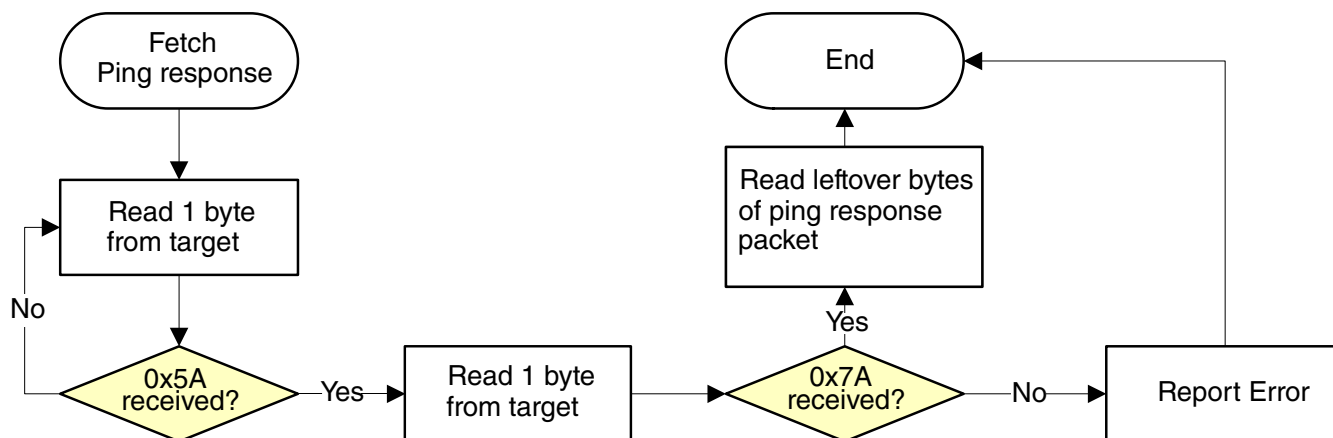 Fetch
Ping response
Read 1 byte
from target
No
0x5A
received?
Yes
Read 1 byte
from target
0x7A
received?
Yes
Read leftover bytes
of ping response
packet
End
No
Report Error